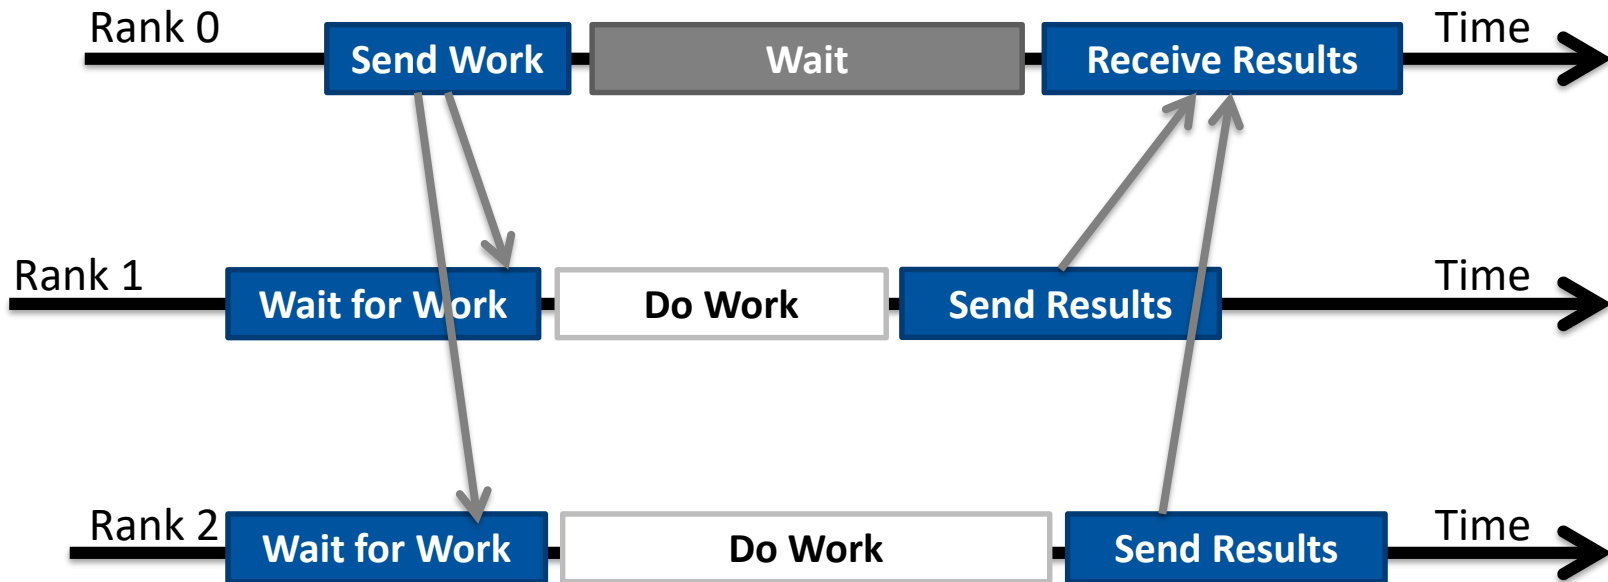 Rank 0
Send Work
Wait
Receive Results
Time
Rank 1
Wait for Work
Do Work
Send Results
Time
Rank 2
Wait for Work
Do Work
Send Results
Time